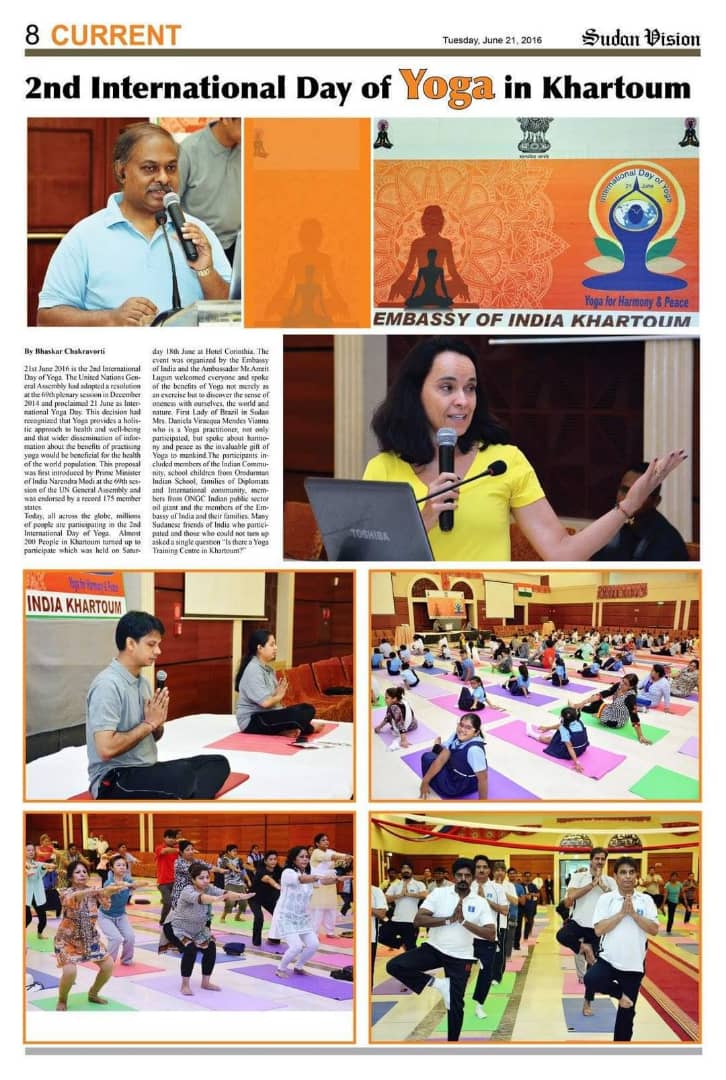 8 CURRENT
Tuesday, June 21, 2016
Sudan Vision
2nd International Day of Yoga in Khartoum
International Day of Yoga
21 June
Yoga for Harmony & Peace
EMBASSY OF INDIA KHARTOUM
By Bhaskar Chakravorti
21st June 2016 is the 2nd International
Day of Yoga. The United Nations Gen-
eral Assembly had adopted a resolution
at the 69th plenary session in December
2014 and proclaimed 21 June as Inter-
national Yoga Day. This decision had
recognized that Yoga provides a holis-
tic approach to health and well-being
and that wider dissemination of infor-
mation about the benefits of practising
yoga would be beneficial for the health
of the world population. This proposal
was first introduced by Prime Minister
of India Narendra Modi at the 69th ses-
sion of the UN General Assembly and
was endorsed by a record 175 member
states.
Today, all across the globe, millions
of people are participating in the 2nd
International Day of Yoga. Almost
200 People in Khartoum turned up to
participate which was held on Satur-
day 18th June at Hotel Corinthia. The
event was organized by the Embassy
of India and the Ambassador Mr.Amrit
Lugun welcomed everyone and spoke
of the benefits of Yoga not merely as
an exercise but to discover the sense of
oneness with ourselves, the world and
nature. First Lady of Brazil in Sudan
Mrs. Daniela Viracqua Mendes Vianna
who is a Yoga practitioner, not only
participated, but spoke about harmo-
ny and peace as the invaluable gift of
Yoga to mankind.The participants in-
cluded members of the Indian Commu-
nity, school children from Omdurman
Indian School, families of Diplomats
and International community, mem-
bers from ONGC Indian public sector
oil giant and the members of the Em-
bassy of India and their families. Many
Sudanese friends of India who partici-
pated and those who could not turn up
asked a single question "Is there a Yoga
Training Centre in Khartoum?"
TOSHIBA
Yoga for Harmony & Peace
INDIA KHARTOUM